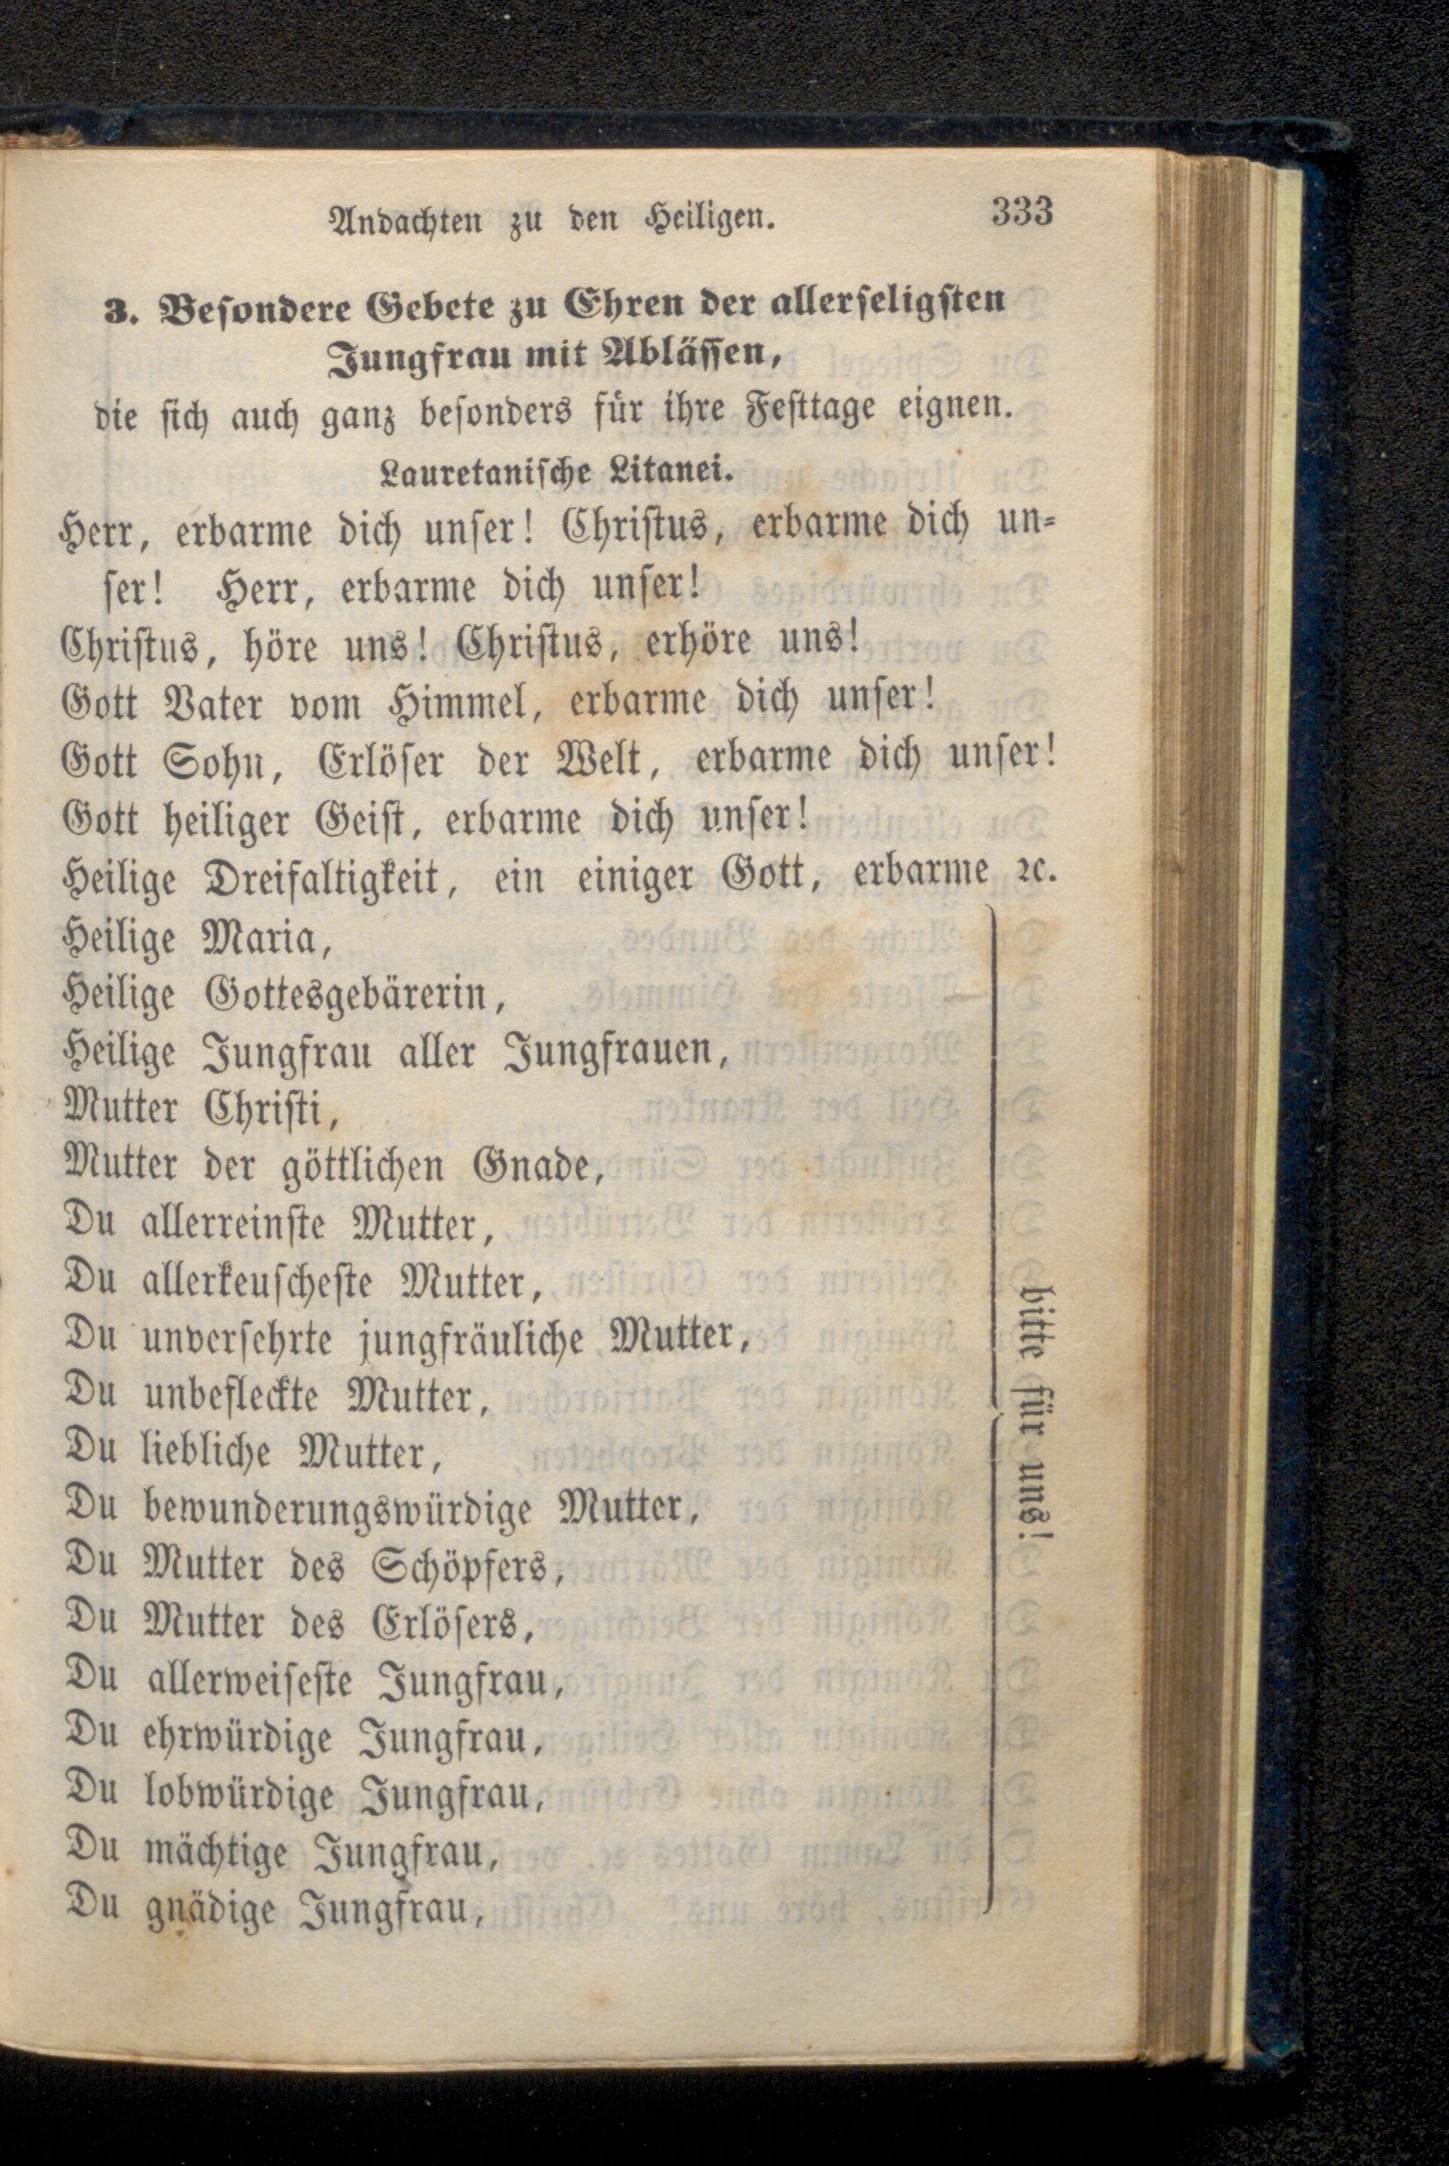 Andachten zu den Heiligen. 333
3. Beſondere Gebete zu Ehren der allerſeligſten
Jungfrau mit Abläſſen,
die ſich auch ganz beſonders für ihre Feſttage eignen.
Lauretaniſche Litanei.
Herr, erbarme dich unſer! Chriſtus, erbarme dich un⸗
ſer! Herr, erbarme dich unſer!
Chriſtus, höre uns! Chriſtus, erhöre uns!
Gott Vater vom Himmel, erbarme dich unſer!
Gott Sohn, Erlöſer der Welt, erbarme dich unſer!
Gott heiliger Geiſt, erbarme dich unſer!
Heilige Dreifaltigkeit, ein einiger Gott, erbarme ꝛc.
Heilige Maria,
Heilige Gottesgebärerin,
Heilige Jungfrau aller Jungfrauen,
Mutter Chriſti,
Mutter der göttlichen Gnade,
Du allerreinſte Mutter,
Du allerkeuſcheſte Mutter,
Du unverſehrte jungfräuliche Mutter,
Du unbefleckte Mutter,
Du liebliche Mutter,
Du bewunderungswürdige Mutter,
Du Mutter des Schöpfers,
Du Mutter des Erlöſers,
Du allerweiſeſte Jungfrau,
Du ehrwürdige Jungfrau,
Du lobwürdige Jungfrau,
Du mächtige Jungfrau,
Du gnädige Jungfrau,
bitte für uns!